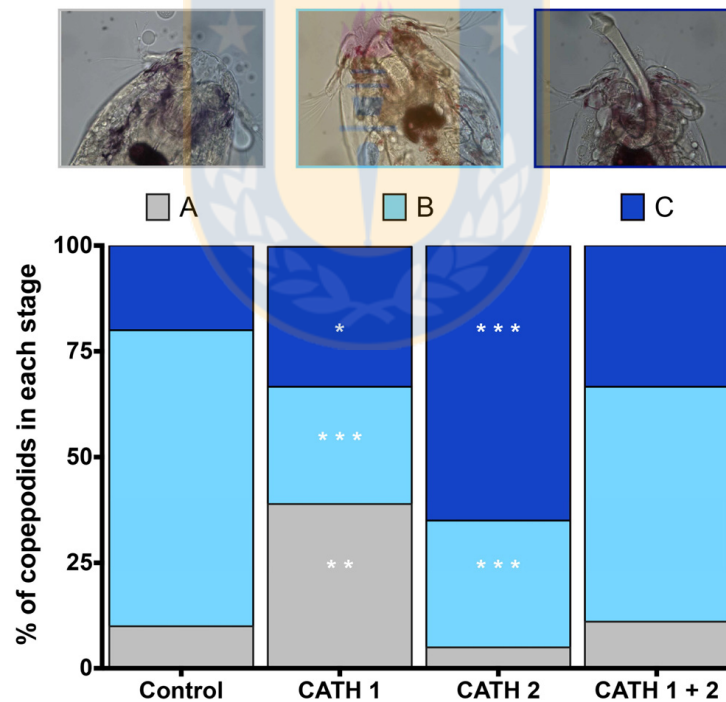 A B C
% of copepodids in each stage
100
75
50
25
0
*
* * *
* * *
* *
* * *
Control CATH 1 CATH 2 CATH 1 + 2